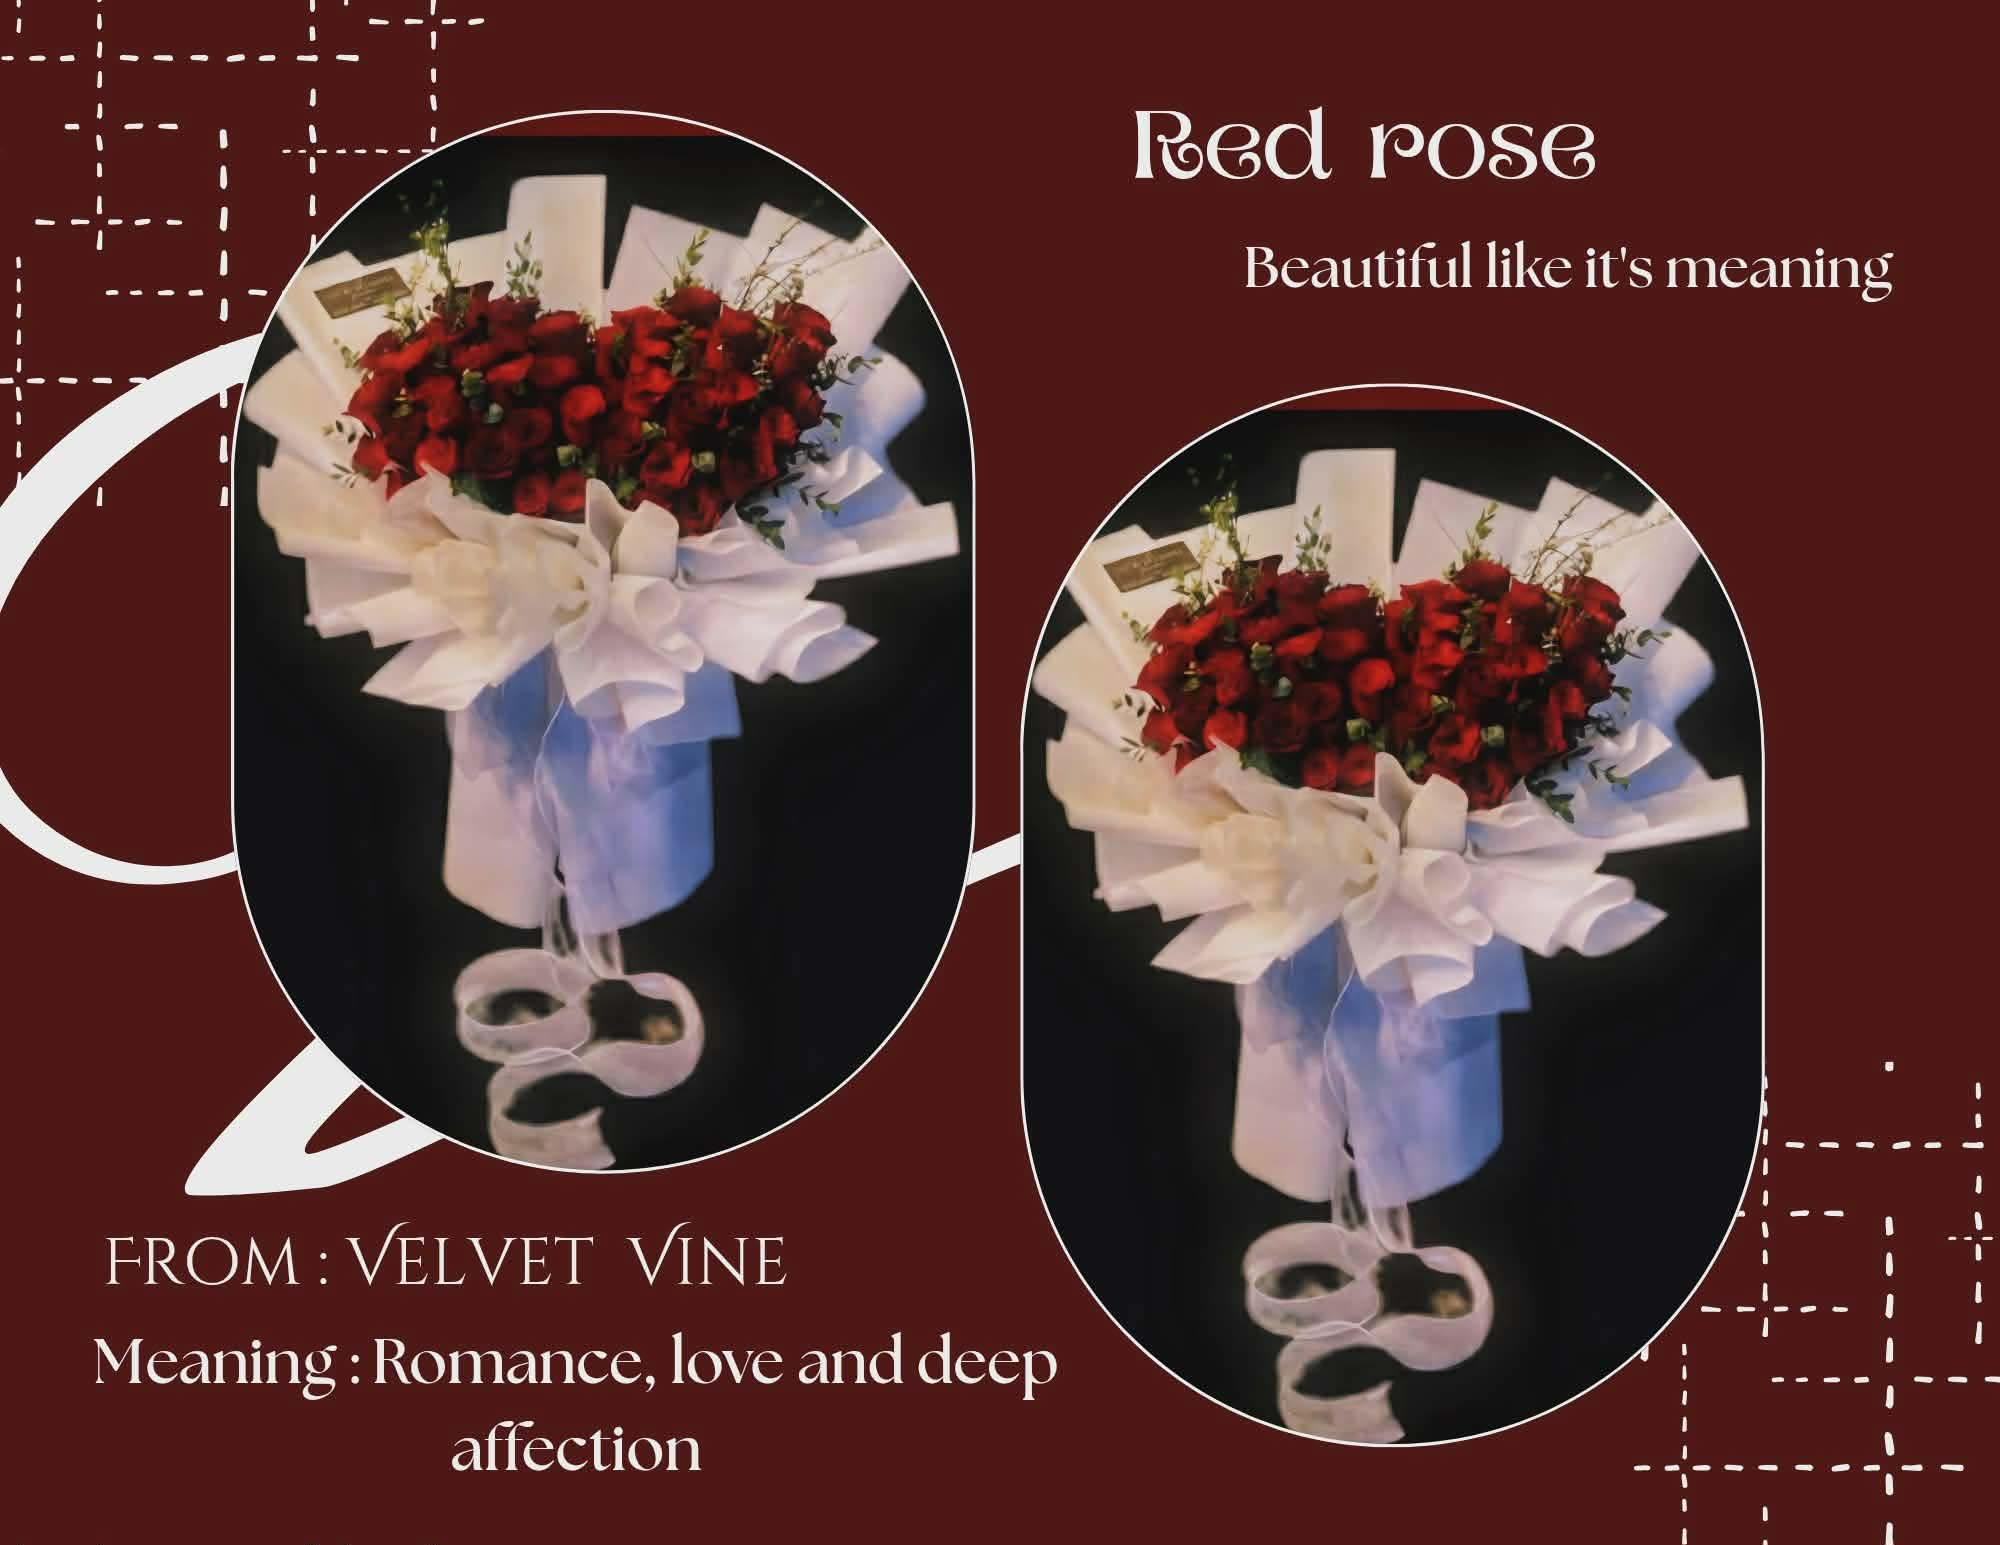 Red rose
Beautiful like it's meaning
FROM : VELVET VINE
Meaning : Romance, love and deep
affection